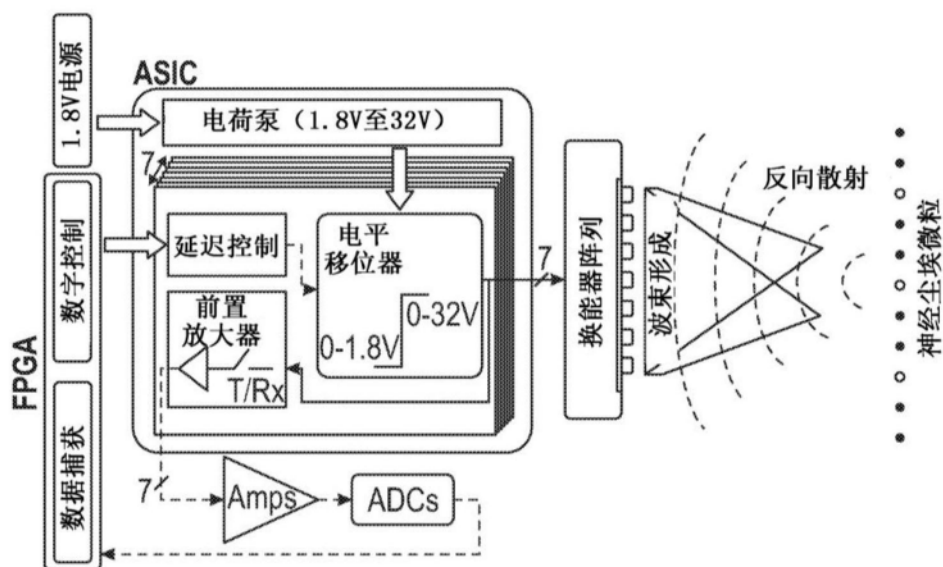 1.8V电源
ASIC
电荷泵（1.8V至32V）
7
FPGA
数字控制
延迟控制
电平
移位器
0-32V
0-1.8V
前置
放大器
T/Rx
7
换能器阵列
波束形成
反向散射
神经尘埃微粒
数据捕获
7
Amps
ADCs